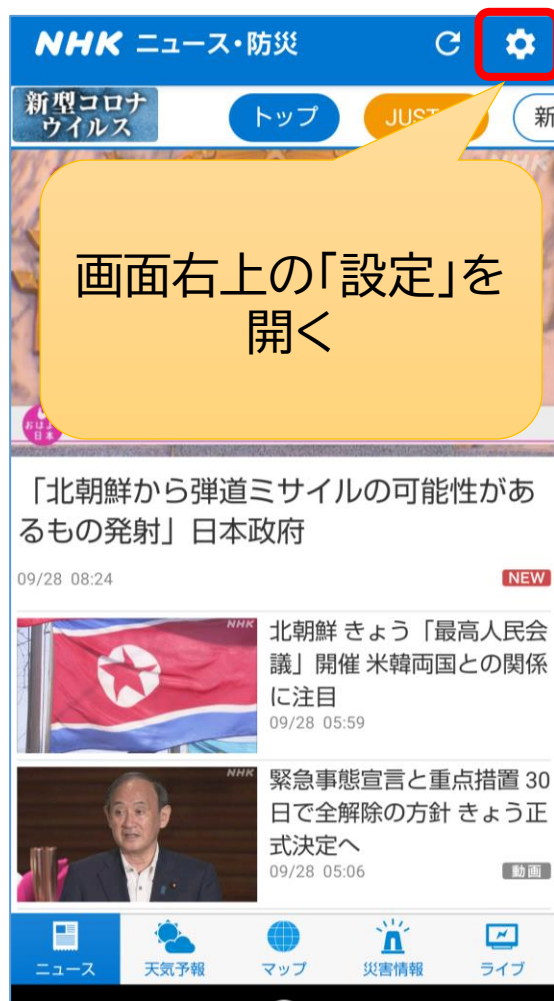 NHK ニュース・防災
新型コロナ
ウイルス
トップ
JUST
新
画面右上の「設定」を
開く
おはよ
日本
「北朝鮮から弾道ミサイルの可能性があ
るもの発射」日本政府
09/28 08:24
NEW
NHK
北朝鮮 きょう「最高人民会
議」開催 米韓両国との関係
に注目
09/28 05:59
NHK
緊急事態宣言と重点措置 30
日で全解除の方針 きょう正
式決定へ
09/28 05:06
動画
ニュース
天気予報
マップ
災害情報
ライブ